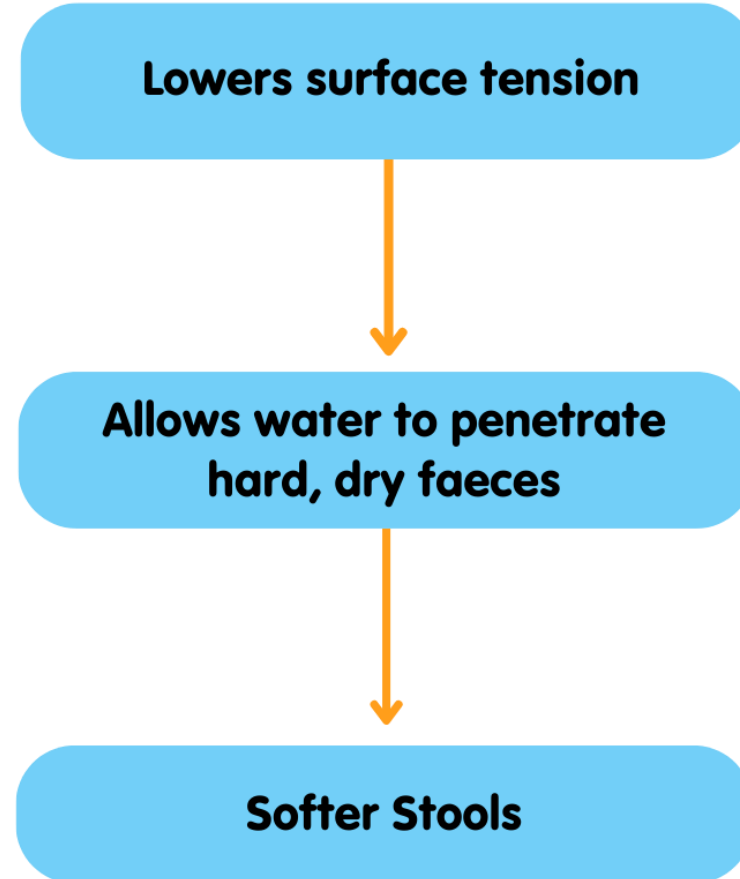 Lowers surface tension
Allows water to penetrate
hard, dry faeces
Softer Stools